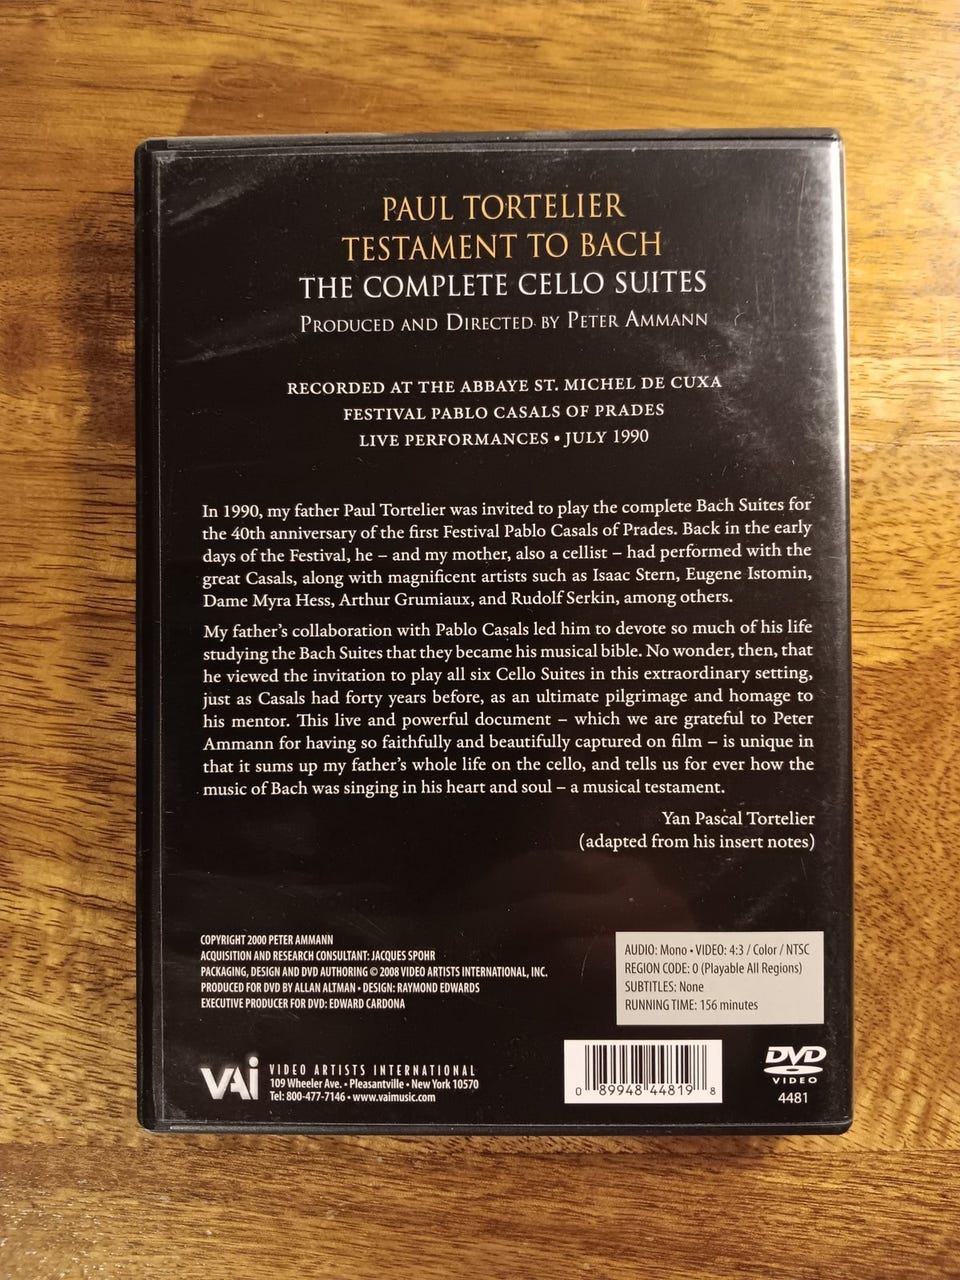 PAUL TORTELIER
TESTAMENT TO BACH
THE COMPLETE CELLO SUITES
PRODUCED AND DIRECTED BY PETER AMMANN
RECORDED AT THE ABBAYE ST. MICHEL DE CUXA
FESTIVAL PABLO CASALS OF PRADES
LIVE PERFORMANCES • JULY 1990
In 1990, my father Paul Tortelier was invited to play the complete Bach Suites for
the 40th anniversary of the first Festival Pablo Casals of Prades. Back in the early
days of the Festival, he – and my mother, also a cellist – had performed with the
great Casals, along with magnificent artists such as Isaac Stern, Eugene Istomin,
Dame Myra Hess, Arthur Grumiaux, and Rudolf Serkin, among others.
My father's collaboration with Pablo Casals led him to devote so much of his life
studying the Bach Suites that they became his musical bible. No wonder, then, that
he viewed the invitation to play all six Cello Suites in this extraordinary setting,
just as Casals had forty years before, as an ultimate pilgrimage and homage to
his mentor. This live and powerful document – which we are grateful to Peter
Ammann for having so faithfully and beautifully captured on film – is unique in
that it sums up my father's whole life on the cello, and tells us for ever how the
music of Bach was singing in his heart and soul – a musical testament.
Yan Pascal Tortelier
(adapted from his insert notes)
COPYRIGHT 2000 PETER AMMANN
ACQUISITION AND RESEARCH CONSULTANT: JACQUES SPOHR
PACKAGING, DESIGN AND DVD AUTHORING © 2008 VIDEO ARTISTS INTERNATIONAL, INC.
PRODUCED FOR DVD BY ALLAN ALTMAN • DESIGN: RAYMOND EDWARDS
EXECUTIVE PRODUCER FOR DVD: EDWARD CARDONA
AUDIO: Mono • VIDEO: 4:3 / Color / NTSC
REGION CODE: 0 (Playable All Regions)
SUBTITLES: None
RUNNING TIME: 156 minutes
VAI
VIDEO ARTISTS INTERNATIONAL
109 Wheeler Ave. • Pleasantville • New York 10570
Tel: 800-477-7146 • www.vaimusic.com
0 89948 44819 8
DVD
VIDEO
4481